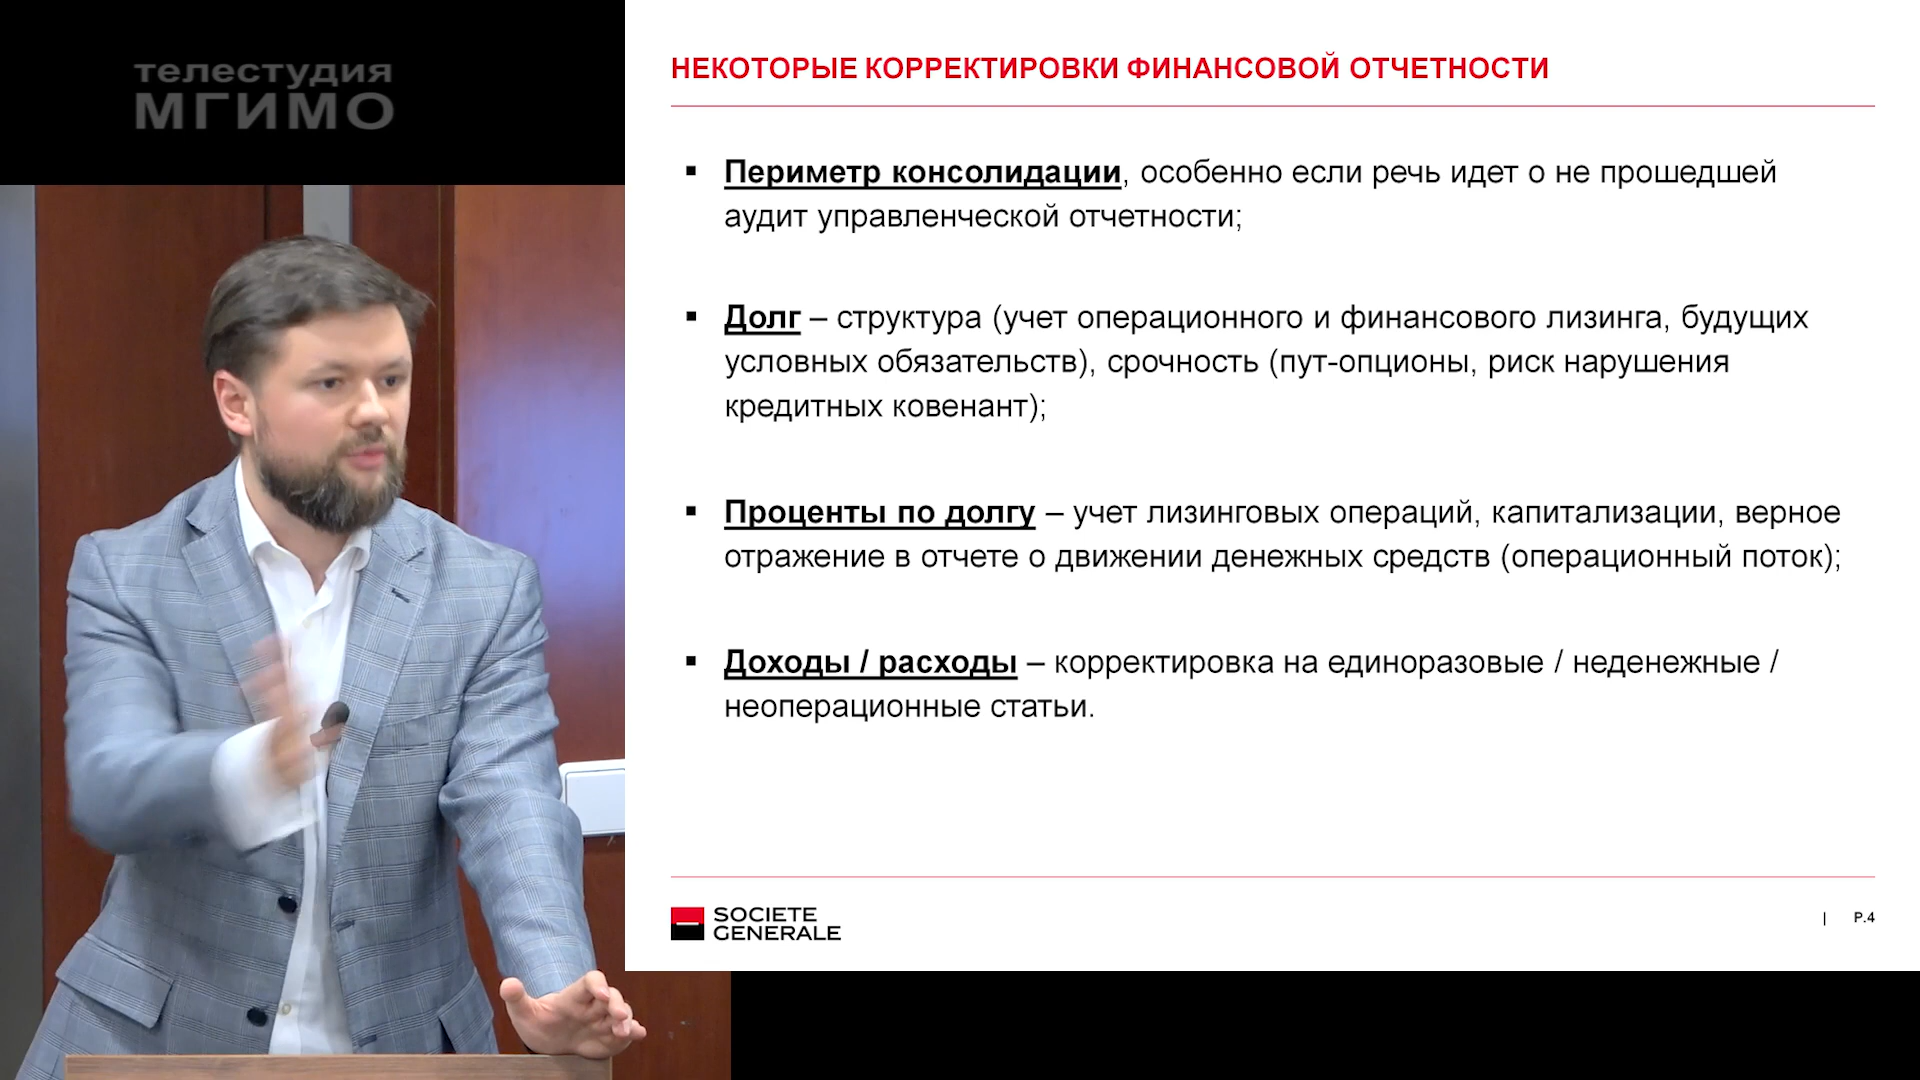 телестудия
МГИМО
НЕКОТОРЫЕ КОРРЕКТИРОВКИ ФИНАНСОВОЙ ОТЧЕТНОСТИ
▪ Периметр консолидации, особенно если речь идет о не прошедшей
аудит управленческой отчетности;
▪ Долг – структура (учет операционного и финансового лизинга, будущих
условных обязательств), срочность (пут-опционы, риск нарушения
кредитных ковенант);
▪ Проценты по долгу – учет лизинговых операций, капитализации, верное
отражение в отчете о движении денежных средств (операционный поток);
▪ Доходы / расходы – корректировка на единоразовые / неденежные /
неоперационные статьи.
SOCIETE
GENERALE
| P.4